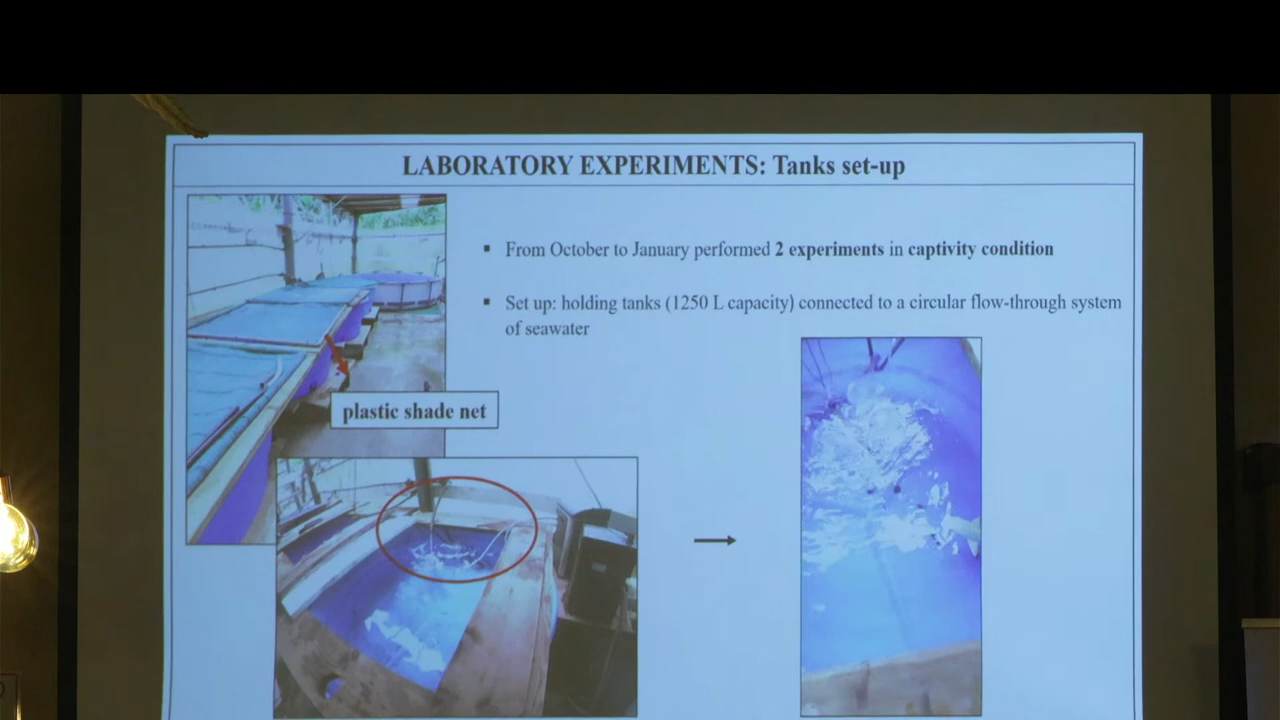 LABORATORY EXPERIMENTS: Tanks set-up
▪ From October to January performed 2 experiments in captivity condition
▪ Set up: holding tanks (1250 L capacity) connected to a circular flow-through system
of seawater
plastic shade net